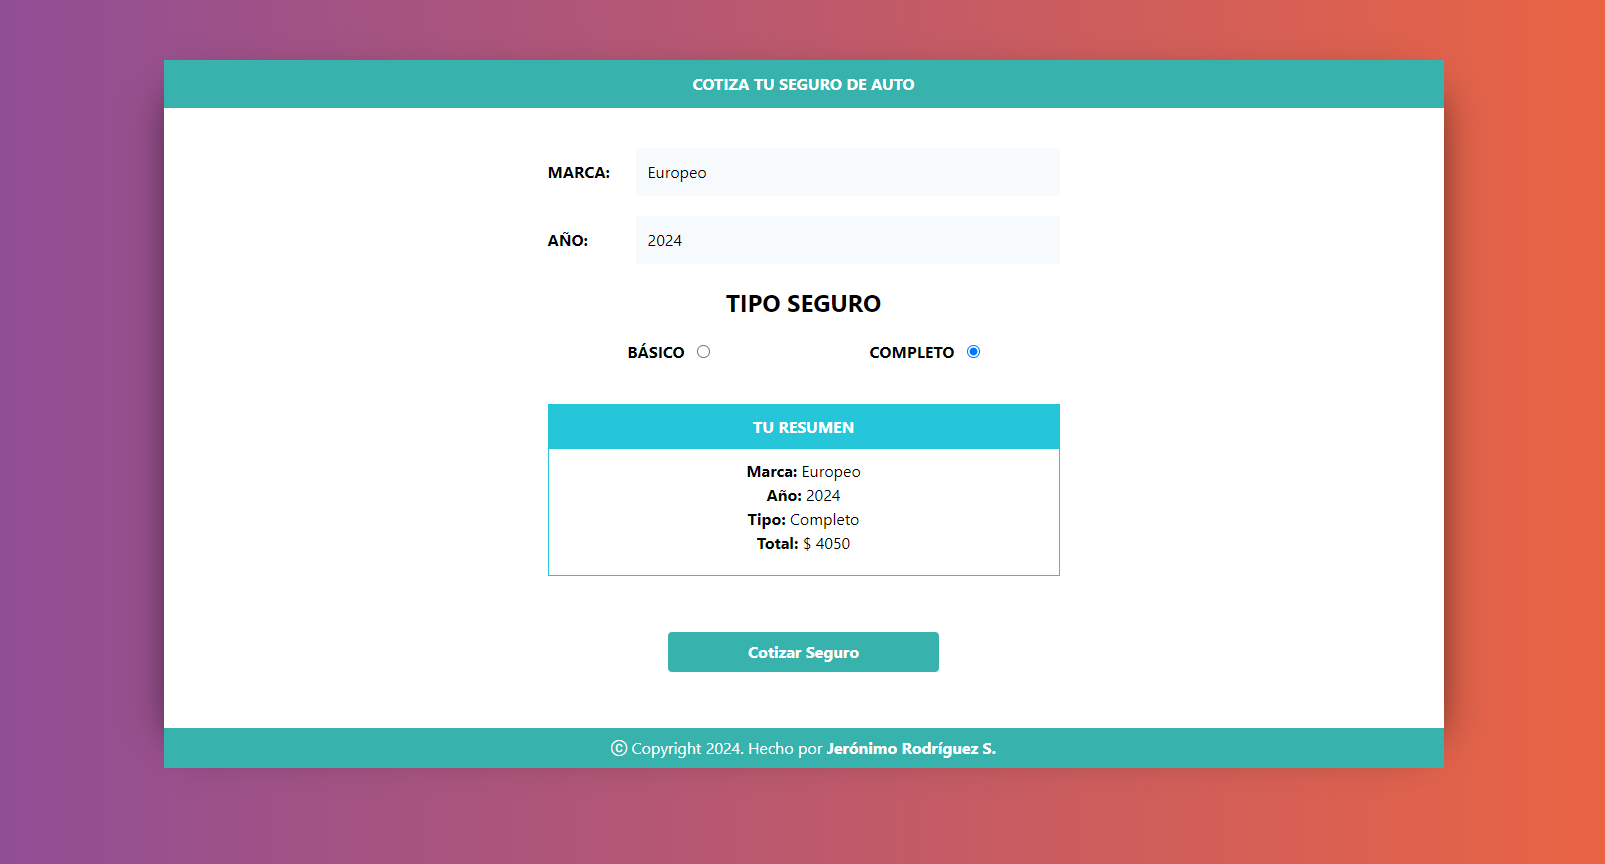 COTIZA TU SEGURO DE AUTO
MARCA: Europeo
AÑO: 2024
TIPO SEGURO
BÁSICO COMPLETO
TU RESUMEN
Marca: Europeo
Año: 2024
Tipo: Completo
Total: $ 4050
Cotizar Seguro
© Copyright 2024. Hecho por Jerónimo Rodríguez S.